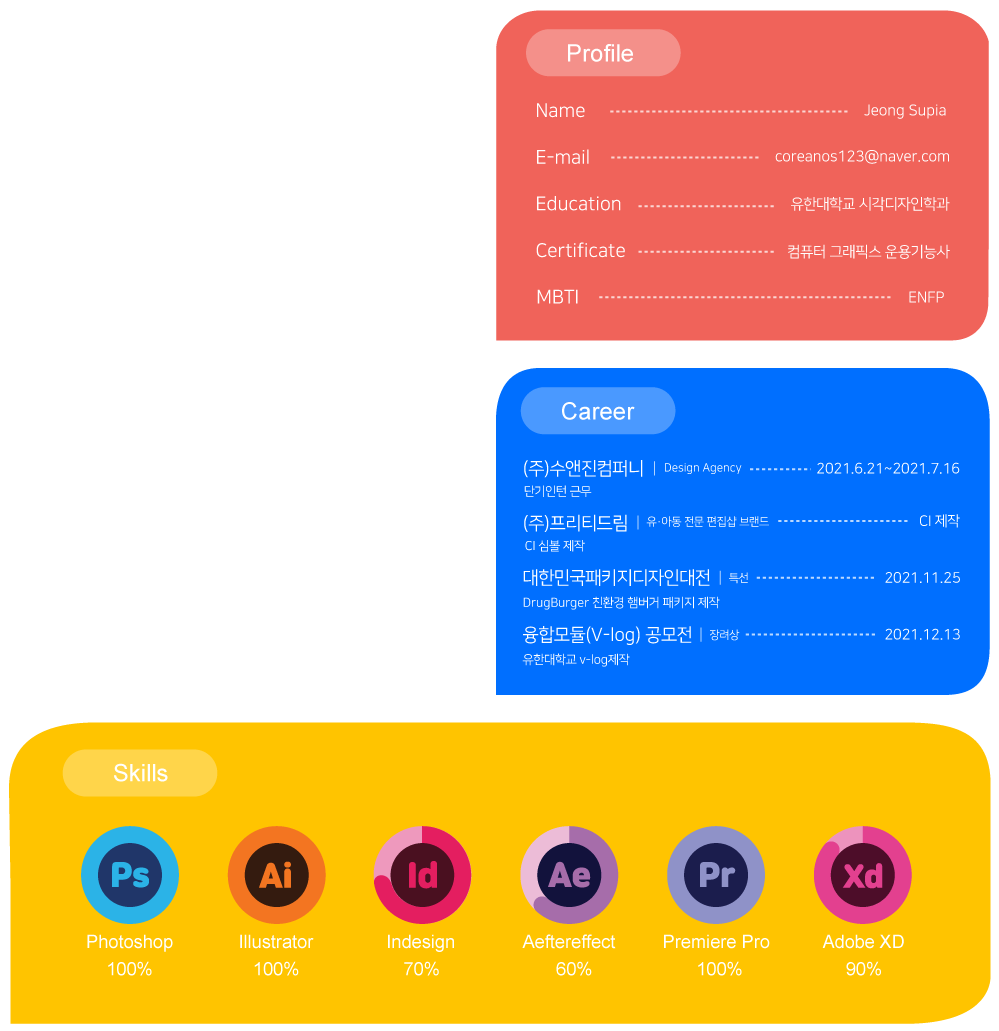 Profile
Name Jeong Supia
E-mail coreanos123@naver.com
Education 유한대학교 시각디자인학과
Certificate 컴퓨터 그래픽스 운용기능사
MBTI ENFP
Career
(주)수앤진컴퍼니 | Design Agency 2021.6.21~2021.7.16
단기인턴 근무
(주)프리티드림 | 유·아동 전문 편집샵 브랜드 CI 제작
CI 심볼 제작
대한민국패키지디자인대전 | 특선 2021.11.25
DrugBurger 친환경 햄버거 패키지 제작
융합모듈(V-log) 공모전 | 장려상 2021.12.13
유한대학교 v-log제작
Skills
Ps Ai Id Ae Pr Xd
Photoshop Illustrator Indesign Aeftereffect Premiere Pro Adobe XD
100% 100% 70% 60% 100% 90%